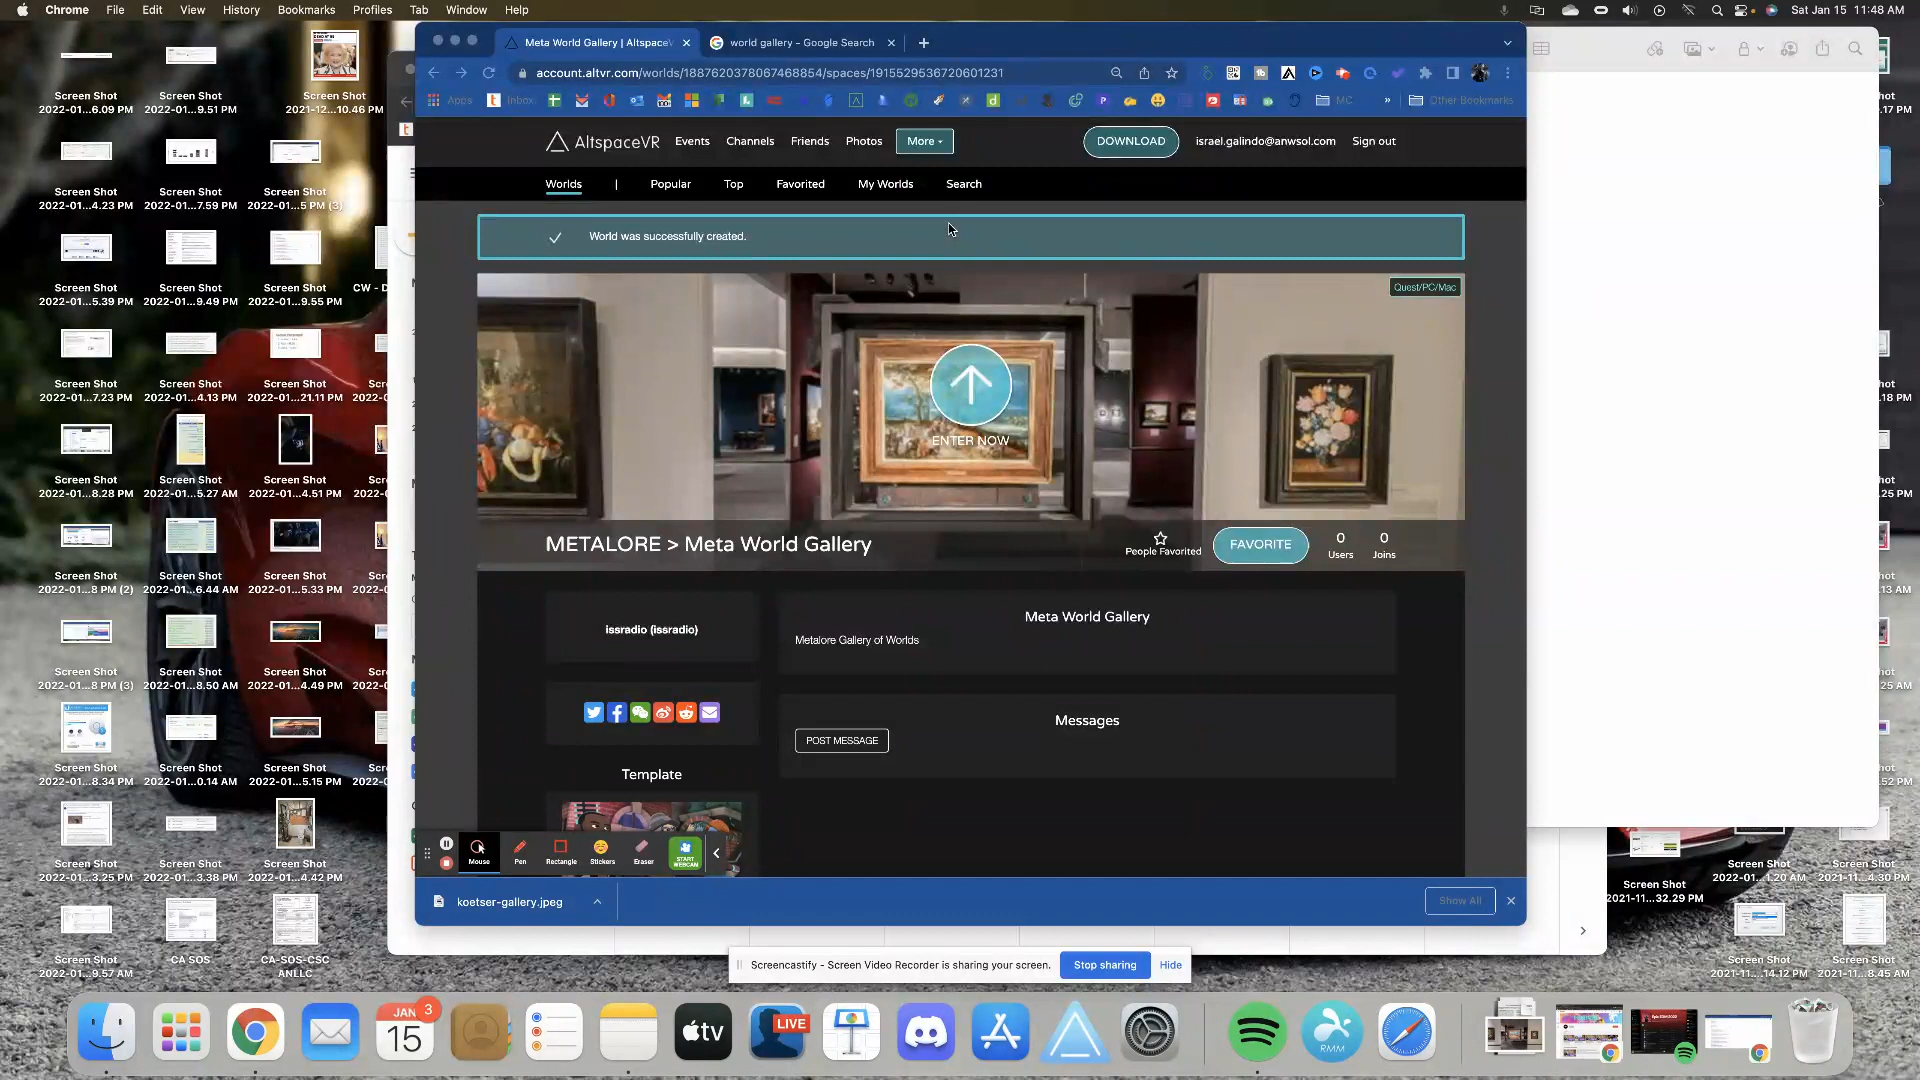 Chrome File Edit View History Bookmarks Profiles Tab Window Help
Sat Jan 15 11:48 AM
Meta World Gallery | AltspaceV
world gallery - Google Search
account.altvr.com/worlds/1887620378067468854/spaces/1915529536720601231
Apps Inbox MC » Other Bookmarks
AltspaceVR Events Channels Friends Photos More DOWNLOAD israel.galindo@anwsol.com Sign out
Worlds | Popular Top Favorited My Worlds Search
World was successfully created.
Quest/PC/Mac
ENTER NOW
METALORE > Meta World Gallery
People Favorited
FAVORITE
0 Users
0 Joins
issradio (issradio)
Meta World Gallery
Metalore Gallery of Worlds
Messages
POST MESSAGE
Template
Mouse Pen Rectangle Stickers Eraser START WEBCAM
koetser-gallery.jpeg
Show All
Screencastify - Screen Video Recorder is sharing your screen. Stop sharing Hide
Screen Shot 2022-01...6.09 PM
Screen Shot 2022-01...9.51 PM
Screen Shot 2021-12...10.46 PM
Screen Shot 2022-01...4.23 PM
Screen Shot 2022-01...7.59 PM
Screen Shot 2022-01...5 PM (3)
Screen Shot 2022-01...5.39 PM
Screen Shot 2022-01...9.49 PM
Screen Shot 2022-01...9.55 PM
CW - D
Screen Shot 2022-01...7.23 PM
Screen Shot 2022-01...4.13 PM
Screen Shot 2022-01...21.11 PM
Screen Shot 2022-01...8.28 PM
Screen Shot 2022-01...5.27 AM
Screen Shot 2022-01...4.51 PM
Screen Shot 2022-01...8 PM (2)
Screen Shot 2022-01...6.44 AM
Screen Shot 2022-01...5.33 PM
Screen Shot 2022-01...8 PM (3)
Screen Shot 2022-01...8.50 AM
Screen Shot 2022-01...4.49 PM
Screen Shot 2022-01...8.34 PM
Screen Shot 2022-01...0.14 AM
Screen Shot 2022-01...5.15 PM
Screen Shot 2022-01...3.25 PM
Screen Shot 2022-01...3.38 PM
Screen Shot 2022-01...4.42 PM
Screen Shot 2022-01...9.57 AM
CA SOS
CA-SOS-CSC ANLLC
Screen Shot 2021-11...32.29 PM
Screen Shot 2022-01...1.20 AM
Screen Shot 2021-11...4.30 PM
Screen Shot 2021-11...14.12 PM
Screen Shot 2021-11...8.45 AM
JAN 15
3
tv
LIVE
RMM